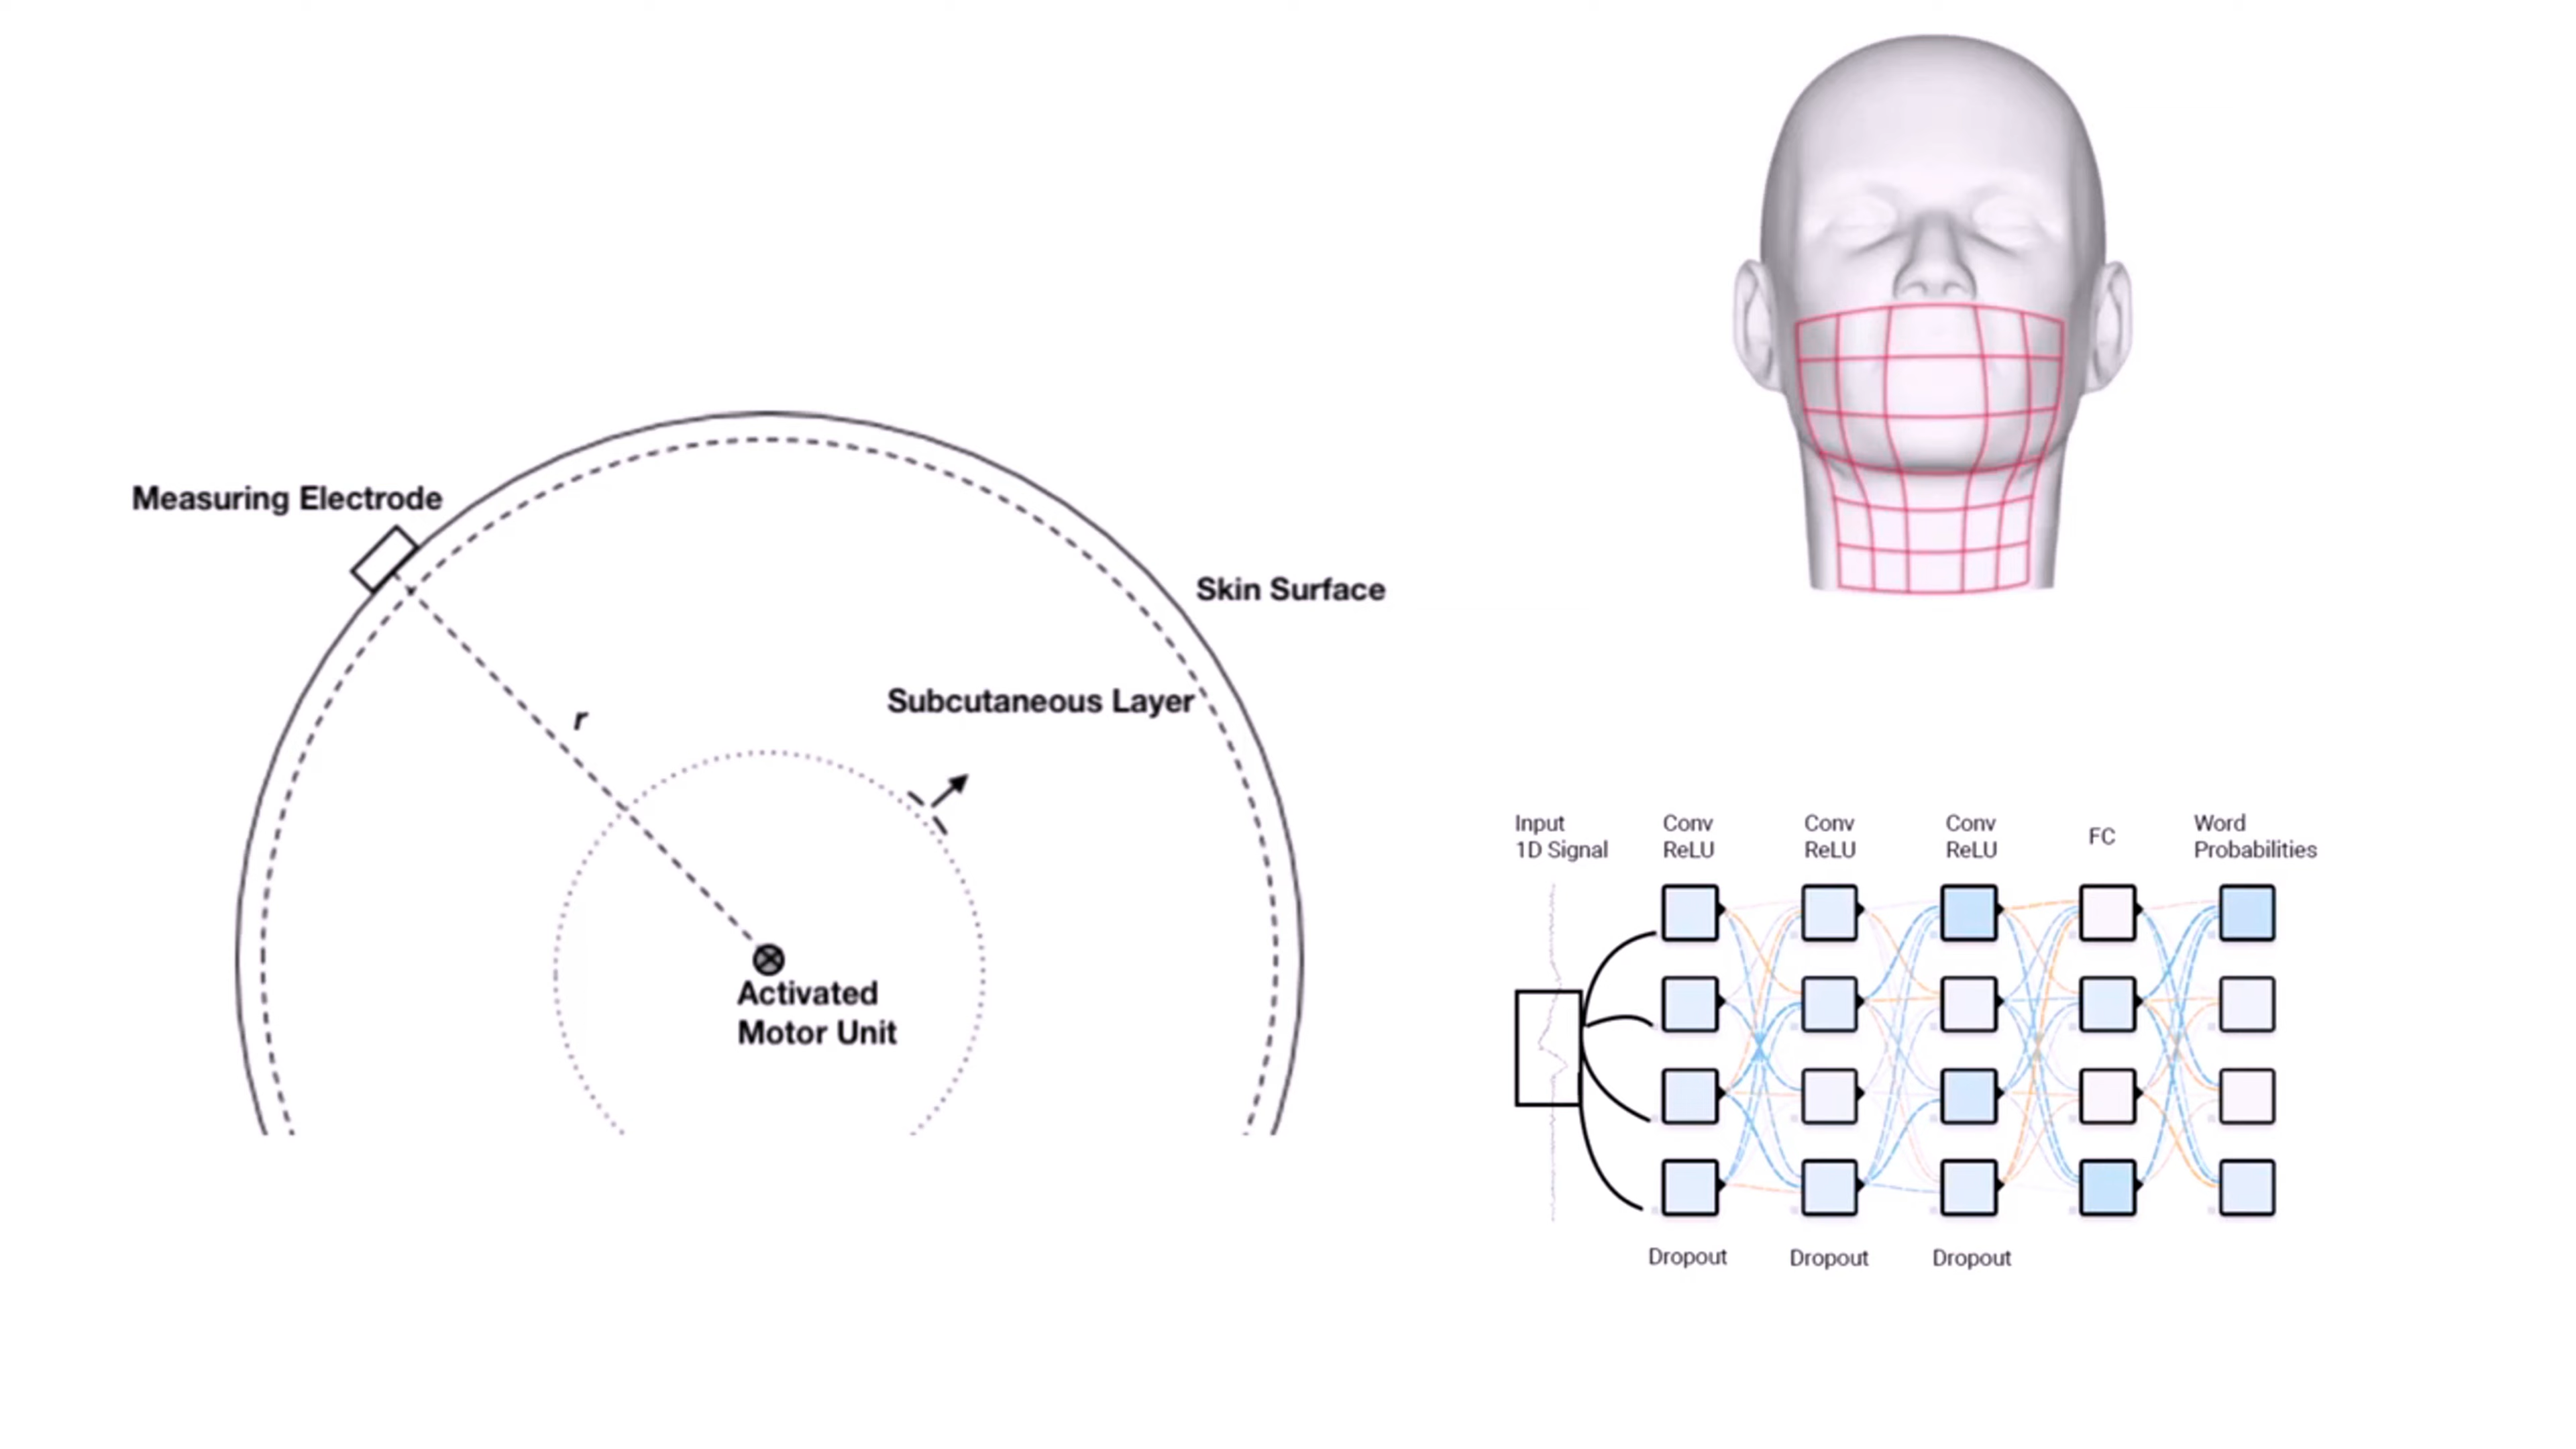 Measuring Electrode
Skin Surface
Subcutaneous Layer
r
Activated
Motor Unit
Input
1D Signal
Conv
ReLU
Conv
ReLU
Conv
ReLU
FC
Word
Probabilities
Dropout
Dropout
Dropout